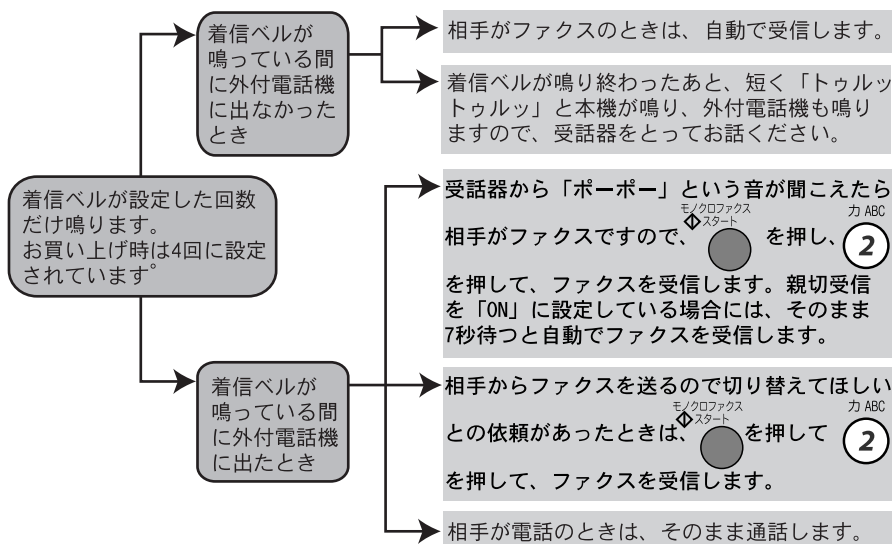 着信ベルが設定した回数
だけ鳴ります。
お買い上げ時は4回に設定
されています。
着信ベルが
鳴っている間
に外付電話機
に出なかった
とき
相手がファクスのときは、自動で受信します。
着信ベルが鳴り終わったあと、短く「トゥルッ
トゥルッ」と本機が鳴り、外付電話機も鳴り
ますので、受話器をとってお話ください。
着信ベルが
鳴っている間
に外付電話機
に出たとき
受話器から「ポーポー」という音が聞こえたら
モノクロファクス
スタート
カ ABC
相手がファクスですので、を押し、2
を押して、ファクスを受信します。親切受信
を「ON」に設定している場合には、そのまま
7秒待つと自動でファクスを受信します。
相手からファクスを送るので切り替えてほしい
モノクロファクス
スタート
カ ABC
との依頼があったときは、を押して 2
を押して、ファクスを受信します。
相手が電話のときは、そのまま通話します。